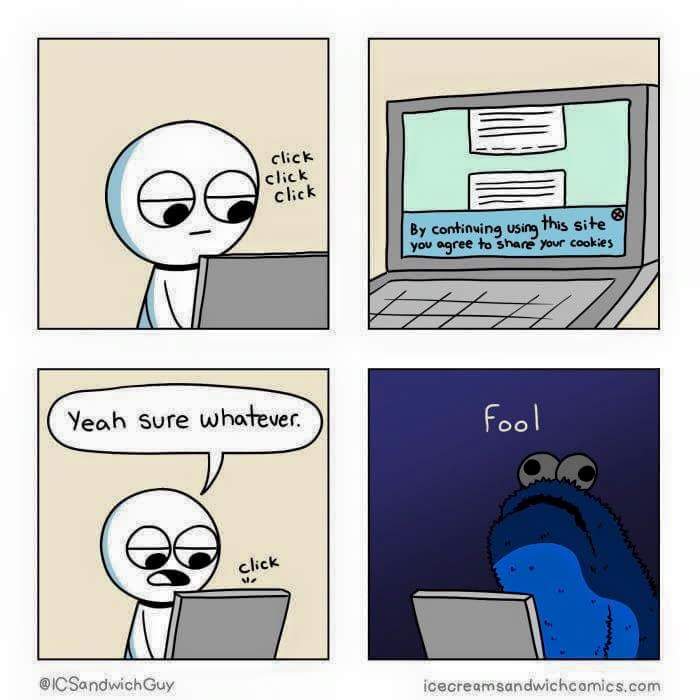 click
click
click
By continuing using this site
you agree to share your cookies
Yeah sure whatever.
click
Fool
@ICSandwichGuy
icecreamsandwichcomics.com